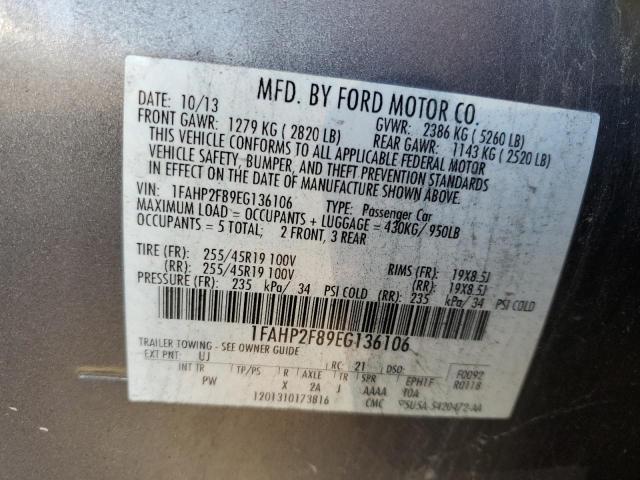 MFD. BY FORD MOTOR CO.
DATE: 10/13
GVWR: 2386 KG ( 5260 LB)
FRONT GAWR: 1279 KG ( 2820 LB)
REAR GAWR: 1143 KG ( 2520 LB)
THIS VEHICLE CONFORMS TO ALL APPLICABLE FEDERAL MOTOR
VEHICLE SAFETY, BUMPER, AND THEFT PREVENTION STANDARDS
IN EFFECT ON THE DATE OF MANUFACTURE SHOWN ABOVE.
VIN: 1FAHP2F89EG136106
TYPE: Passenger Car
MAXIMUM LOAD = OCCUPANTS + LUGGAGE = 430KG/ 950LB
OCCUPANTS = 5 TOTAL; 2 FRONT, 3 REAR
TIRE (FR): 255/45R19 100V RIMS (FR): 19X8.5J
(RR): 255/45R19 100V (RR): 19X8.5J
PRESSURE (FR): 235 kPa/ 34 PSI COLD (RR): 235 kPa/ 34 PSI COLD
1FAHP2F89EG136106
TRAILER TOWING - SEE OWNER GUIDE
EXT PNT: UJ RC: 21 DSO: F0092
INT TR TP/PS R AXLE TR SPR EPH1F R0118
PW X 2A J AAAA 10A
1201310173816 CMC 5U5A-5420472-AA